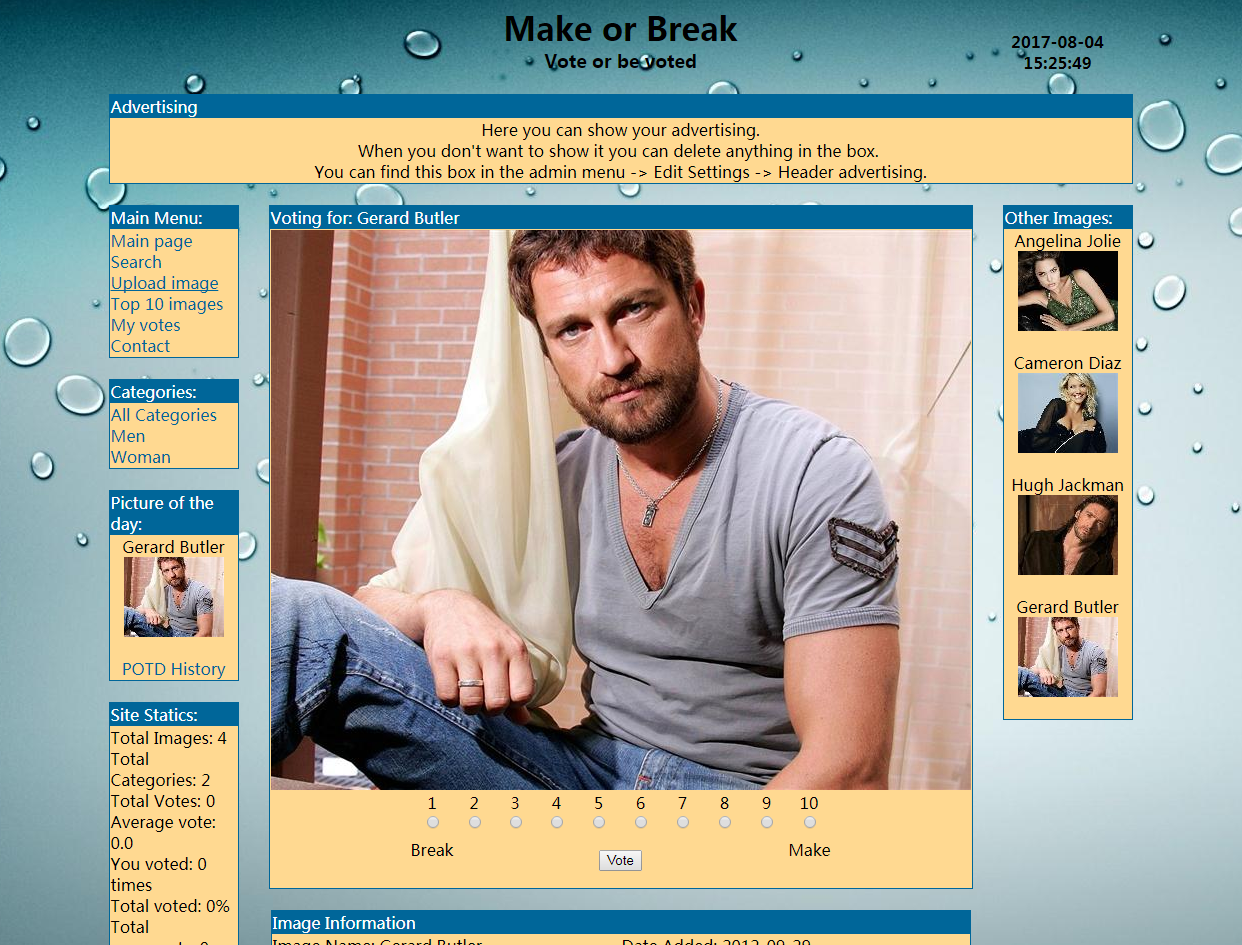 Make or Break
Vote or be voted
2017-08-04
15:25:49
Advertising
Here you can show your advertising.
When you don't want to show it you can delete anything in the box.
You can find this box in the admin menu -> Edit Settings -> Header advertising.
Main Menu:
Main page
Search
Upload image
Top 10 images
My votes
Contact
Categories:
All Categories
Men
Woman
Picture of the
day:
Gerard Butler
POTD History
Site Statics:
Total Images: 4
Total
Categories: 2
Total Votes: 0
Average vote:
0.0
You voted: 0
times
Total voted: 0%
Total
Voting for: Gerard Butler
1 2 3 4 5 6 7 8 9 10
Break
Make
Vote
Image Information
Image Name: Gerard Butler
Date Added: 2012-09-29
Other Images:
Angelina Jolie
Cameron Diaz
Hugh Jackman
Gerard Butler